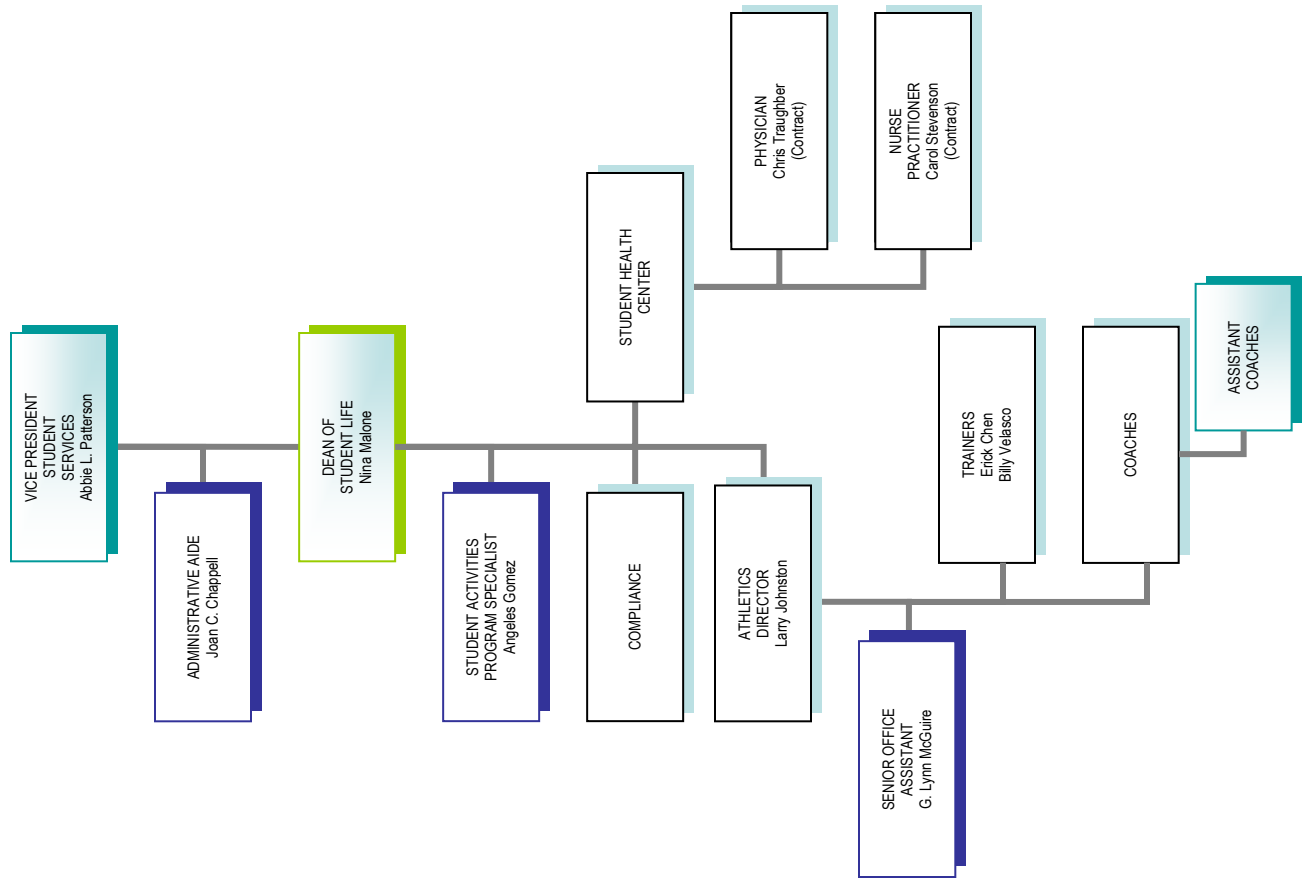 VICE PRESIDENT
STUDENT
SERVICES
Abbie L. Patterson
ADMINISTRATIVE AIDE
Joan C. Chappell
DEAN OF
STUDENT LIFE
Nina Malone
STUDENT ACTIVITIES
PROGRAM SPECIALIST
Angeles Gomez
COMPLIANCE
STUDENT HEALTH
CENTER
PHYSICIAN
Chris Traughber
(Contract)
NURSE
PRACTITIONER
Carol Stevenson
(Contract)
ATHLETICS
DIRECTOR
Larry Johnston
SENIOR OFFICE
ASSISTANT
G. Lynn McGuire
TRAINERS
Erick Chen
Billy Velasco
COACHES
ASSISTANT
COACHES